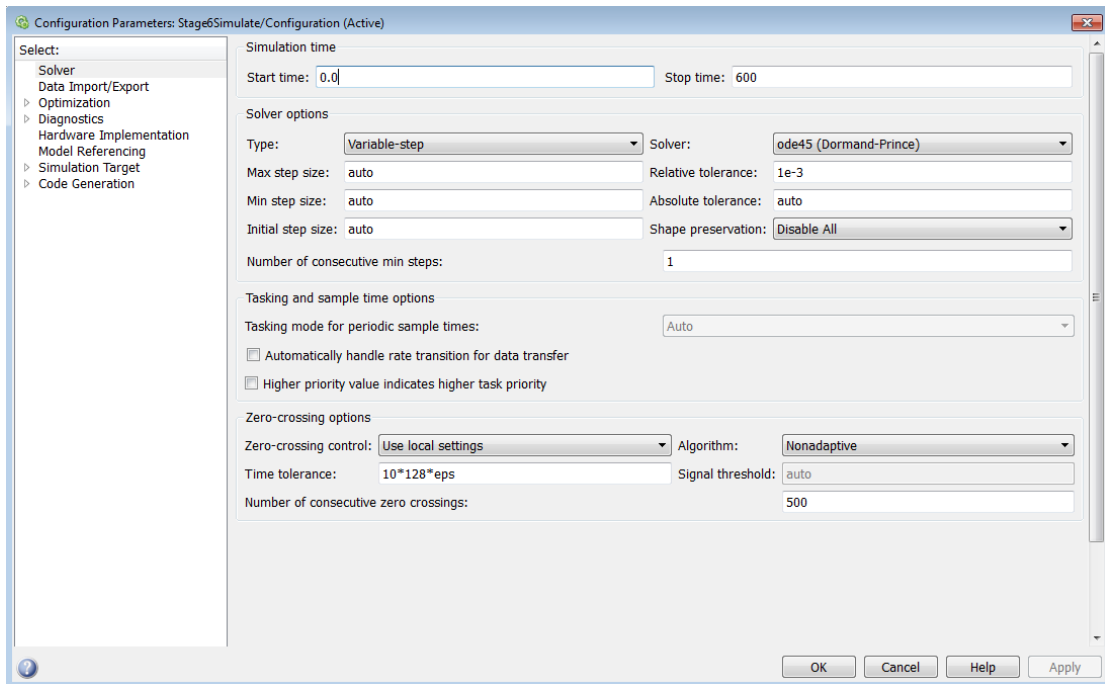 Configuration Parameters: Stage6Simulate/Configuration (Active)
Select:
Solver
Data Import/Export
Optimization
Diagnostics
Hardware Implementation
Model Referencing
Simulation Target
Code Generation
Simulation time
Start time: 0.0 Stop time: 600
Solver options
Type: Variable-step Solver: ode45 (Dormand-Prince)
Max step size: auto Relative tolerance: 1e-3
Min step size: auto Absolute tolerance: auto
Initial step size: auto Shape preservation: Disable All
Number of consecutive min steps: 1
Tasking and sample time options
Tasking mode for periodic sample times: Auto
Automatically handle rate transition for data transfer
Higher priority value indicates higher task priority
Zero-crossing options
Zero-crossing control: Use local settings Algorithm: Nonadaptive
Time tolerance: 10*128*eps Signal threshold: auto
Number of consecutive zero crossings: 500
OK Cancel Help Apply